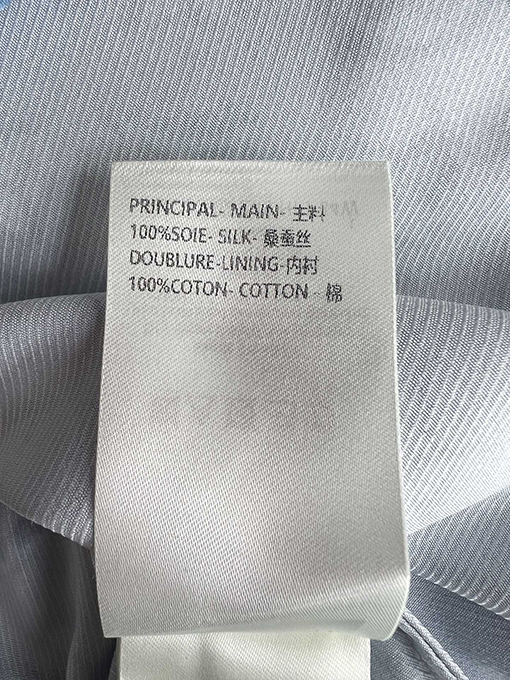 PRINCIPAL- MAIN- 主料
100%SOIE- SILK- 桑蚕丝
DOUBLURE-LINING-内衬
100%COTON- COTTON - 棉